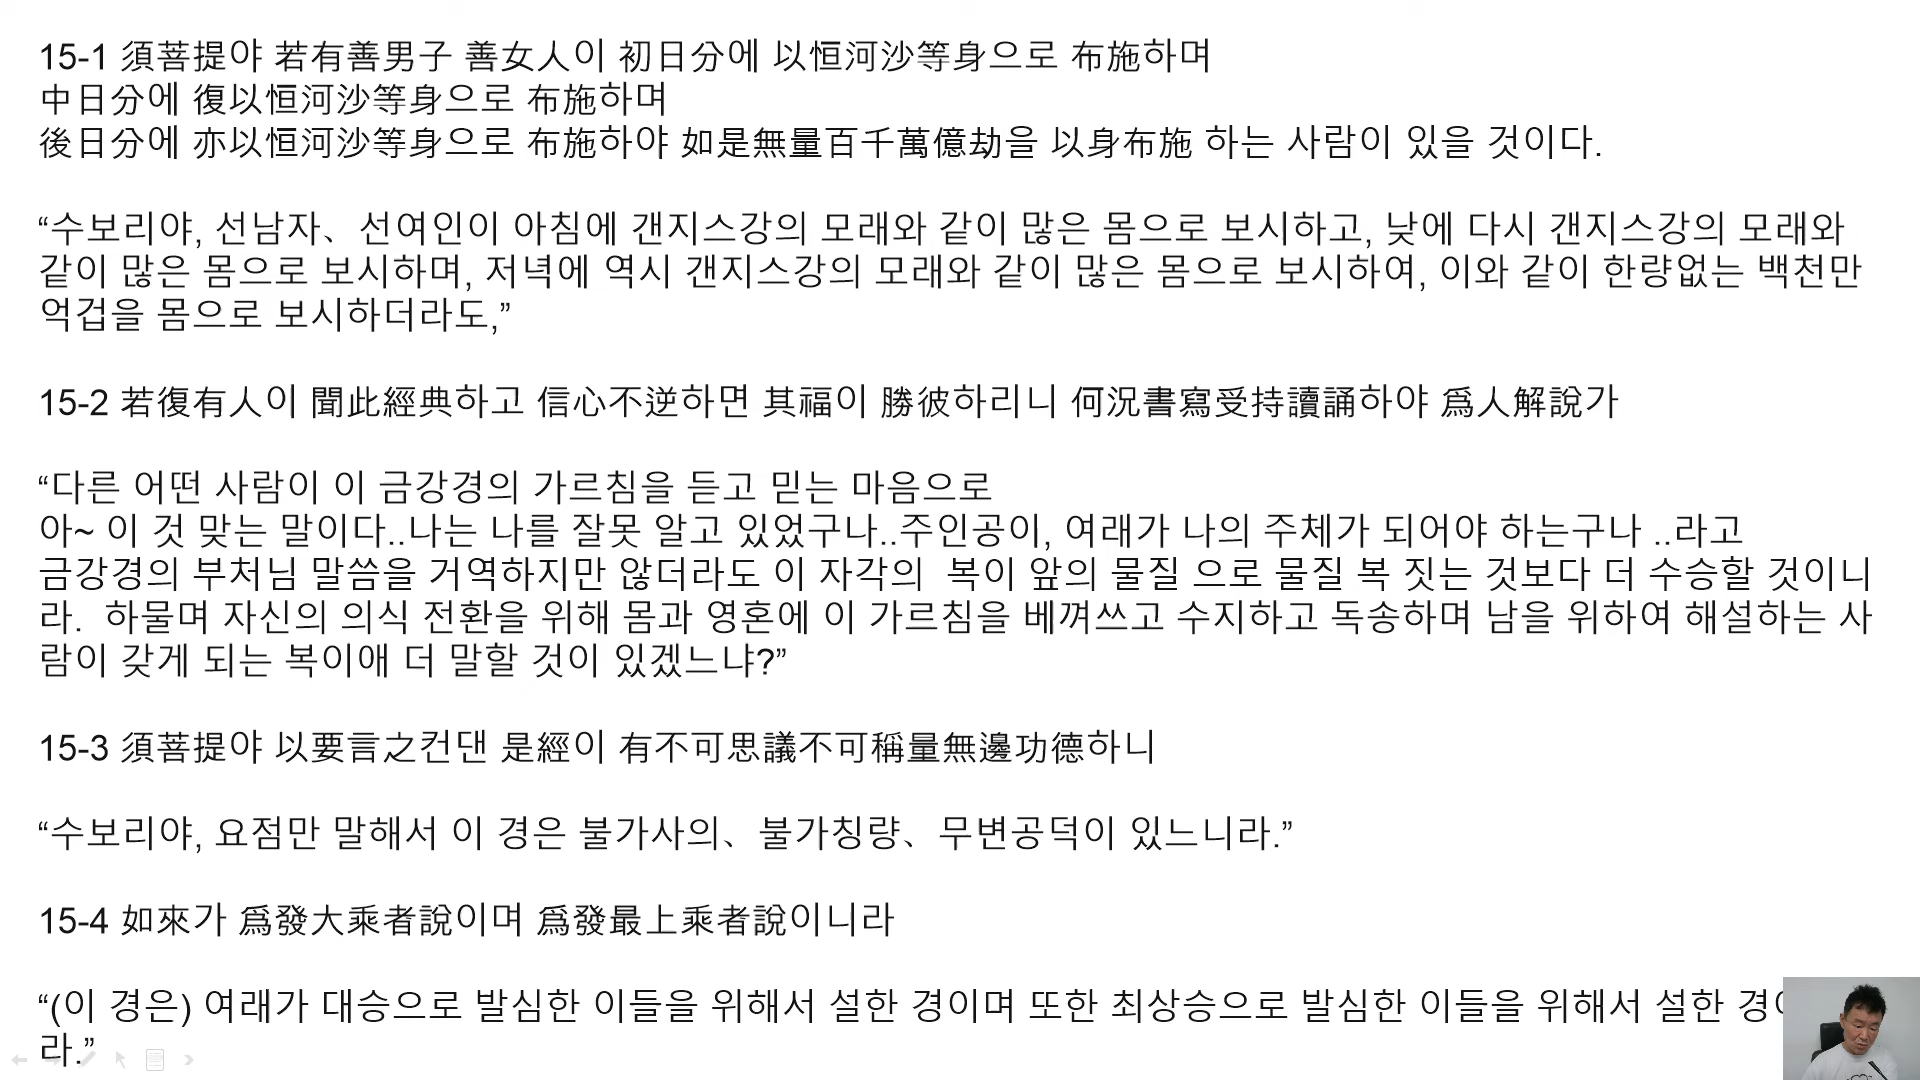 15-1 須菩提야 若有善男子 善女人이 初日分에 以恒河沙等身으로 布施하며
中日分에 復以恒河沙等身으로 布施하며
後日分에 亦以恒河沙等身으로 布施하야 如是無量百千萬億劫을 以身布施 하는 사람이 있을 것이다.
“수보리야, 선남자、선여인이 아침에 갠지스강의 모래와 같이 많은 몸으로 보시하고, 낮에 다시 갠지스강의 모래와
같이 많은 몸으로 보시하며, 저녁에 역시 갠지스강의 모래와 같이 많은 몸으로 보시하여, 이와 같이 한량없는 백천만
억겁을 몸으로 보시하더라도,”
15-2 若復有人이 聞此經典하고 信心不逆하면 其福이 勝彼하리니 何況書寫受持讀誦하야 爲人解說가
“다른 어떤 사람이 이 금강경의 가르침을 듣고 믿는 마음으로
아~ 이 것 맞는 말이다..나는 나를 잘못 알고 있었구나..주인공이, 여래가 나의 주체가 되어야 하는구나 ..라고
금강경의 부처님 말씀을 거역하지만 않더라도 이 자각의  복이 앞의 물질 으로 물질 복 짓는 것보다 더 수승할 것이니
라.  하물며 자신의 의식 전환을 위해 몸과 영혼에 이 가르침을 베껴쓰고 수지하고 독송하며 남을 위하여 해설하는 사
람이 갖게 되는 복이애 더 말할 것이 있겠느냐?”
15-3 須菩提야 以要言之컨댄 是經이 有不可思議不可稱量無邊功德하니
“수보리야, 요점만 말해서 이 경은 불가사의、불가칭량、무변공덕이 있느니라.”
15-4 如來가 爲發大乘者說이며 爲發最上乘者說이니라
“(이 경은) 여래가 대승으로 발심한 이들을 위해서 설한 경이며 또한 최상승으로 발심한 이들을 위해서 설한
라.”